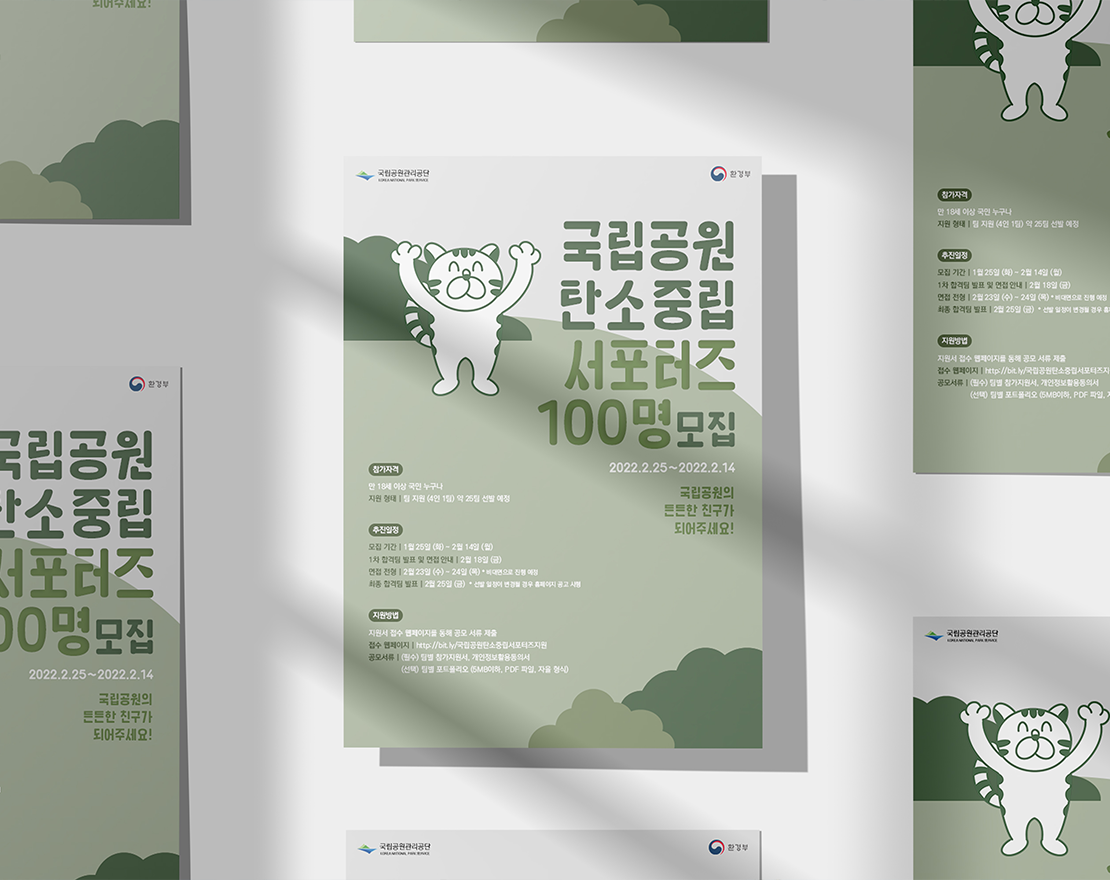 되어주세요!
국립공원관리공단
KOREA NATIONAL PARK SERVICE
환경부
국립공원
탄소중립
서포터즈
100명모집
2022.2.25~2022.2.14
국립공원의
든든한 친구가
되어주세요!
참가자격
만 18세 이상 국민 누구나
지원 형태 | 팀 지원 (4인 1팀) 약 25팀 선발 예정
추진일정
모집 기간 | 1월 25일 (화) - 2월 14일 (월)
1차 합격팀 발표 및 면접 안내 | 2월 18일 (금)
면접 전형 | 2월 23일 (수) - 24일 (목) * 비대면으로 진행 예정
최종 합격팀 발표 | 2월 25일 (금) * 선발 일정이 변경될 경우 홈페이지 공고 시행
지원방법
지원서 접수 웹페이지를 통해 공모 서류 제출
접수 웹페이지 | http://bit.ly/국립공원탄소중립서포터즈지원
공모서류 | (필수) 팀별 참가지원서, 개인정보활용동의서
(선택) 팀별 포트폴리오 (5MB이하, PDF 파일, 자율 형식)
환경부
국립공원
탄소중립
서포터즈
00명모집
2022.2.25~2022.2.14
국립공원의
든든한 친구가
되어주세요!
참가자격
만 18세 이상 국민 누구나
지원 형태 | 팀 지원 (4인 1팀) 약 25팀 선발 예정
추진일정
모집 기간 | 1월 25일 (화) - 2월 14일 (월)
1차 합격팀 발표 및 면접 안내 | 2월 18일 (금)
면접 전형 | 2월 23일 (수) - 24일 (목) * 비대면으로 진행 예정
최종 합격팀 발표 | 2월 25일 (금) * 선발 일정이 변경될 경우 홈
지원방법
지원서 접수 웹페이지를 통해 공모 서류 제출
접수 웹페이지 | http://bit.ly/국립공원탄소중립서포터즈지
공모서류 | (필수) 팀별 참가지원서, 개인정보활용동의서
(선택) 팀별 포트폴리오 (5MB이하, PDF 파일,
국립공원관리공단
KOREA NATIONAL PARK SERVICE
국립공원관리공단
KOREA NATIONAL PARK SERVICE
환경부